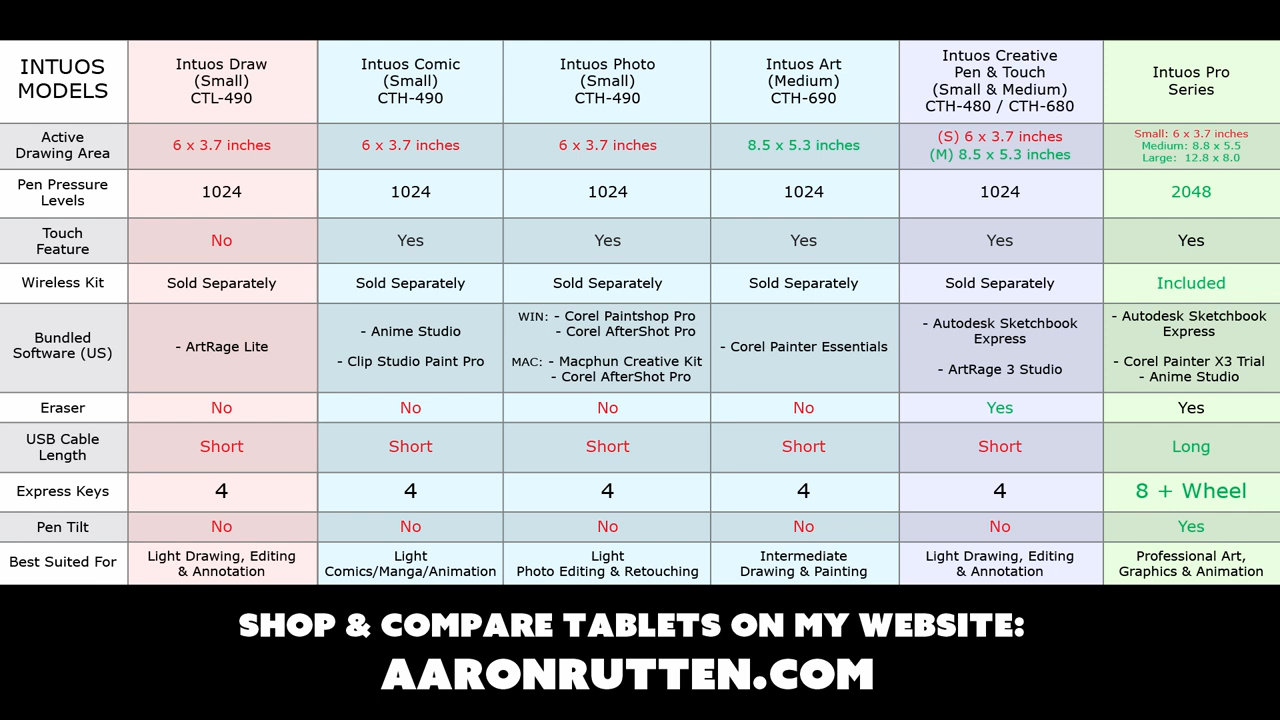 INTUOS
MODELS
Intuos Draw
(Small)
CTL-490
Intuos Comic
(Small)
CTH-490
Intuos Photo
(Small)
CTH-490
Intuos Art
(Medium)
CTH-690
Intuos Creative
Pen & Touch
(Small & Medium)
CTH-480 / CTH-680
Intuos Pro
Series
Active
Drawing Area
6 x 3.7 inches
6 x 3.7 inches
6 x 3.7 inches
8.5 x 5.3 inches
(S) 6 x 3.7 inches
(M) 8.5 x 5.3 inches
Small: 6 x 3.7 inches
Medium: 8.8 x 5.5
Large: 12.8 x 8.0
Pen Pressure
Levels
1024
1024
1024
1024
1024
2048
Touch
Feature
No
Yes
Yes
Yes
Yes
Yes
Wireless Kit
Sold Separately
Sold Separately
Sold Separately
Sold Separately
Sold Separately
Included
Bundled
Software (US)
- ArtRage Lite
- Anime Studio
- Clip Studio Paint Pro
WIN: - Corel Paintshop Pro
- Corel AfterShot Pro
MAC: - Macphun Creative Kit
- Corel AfterShot Pro
- Corel Painter Essentials
- Autodesk Sketchbook
Express
- ArtRage 3 Studio
- Autodesk Sketchbook
Express
- Corel Painter X3 Trial
- Anime Studio
Eraser
No
No
No
No
Yes
Yes
USB Cable
Length
Short
Short
Short
Short
Short
Long
Express Keys
4
4
4
4
4
8 + Wheel
Pen Tilt
No
No
No
No
No
Yes
Best Suited For
Light Drawing, Editing
& Annotation
Light
Comics/Manga/Animation
Light
Photo Editing & Retouching
Intermediate
Drawing & Painting
Light Drawing, Editing
& Annotation
Professional Art,
Graphics & Animation
SHOP & COMPARE TABLETS ON MY WEBSITE:
AARONRUTTEN.COM